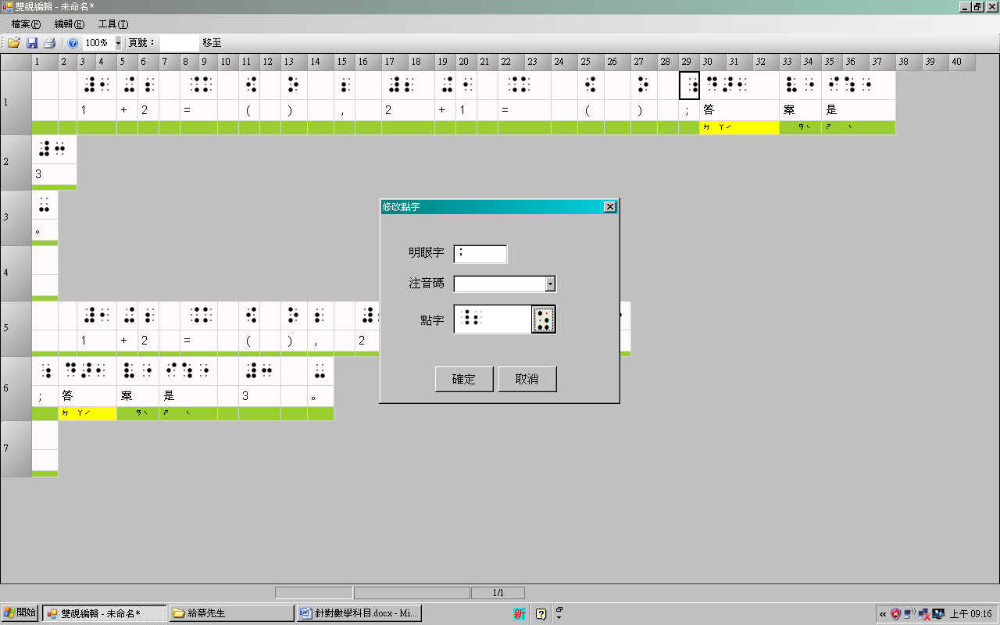 雙視編輯 - 未命名*
檔案(F) 編輯(E) 工具(T)
100% 頁號： 移至
1 2 3 4 5 6 7 8 9 10 11 12 13 14 15 16 17 18 19 20 21 22 23 24 25 26 27 28 29 30 31 32 33 34 35 36 37 38 39 40
1
1 + 2 = ( ) , 2 + 1 = ( ) ; 答 案 是
ㄉ ㄚˊ ㄢˋ ㄕ ˋ
2
3
3
。
4
5
1 + 2 = ( ) , 2
6
; 答 案 是 3 。
ㄉ ㄚˊ ㄢˋ ㄕ ˋ
7
修改點字
明眼字 ;
注音碼
點字
確定 取消
1/1
開始 雙視編輯 - 未命名* 給蔡先生 針對數學科目.docx - Mi... 新 上午 09:16